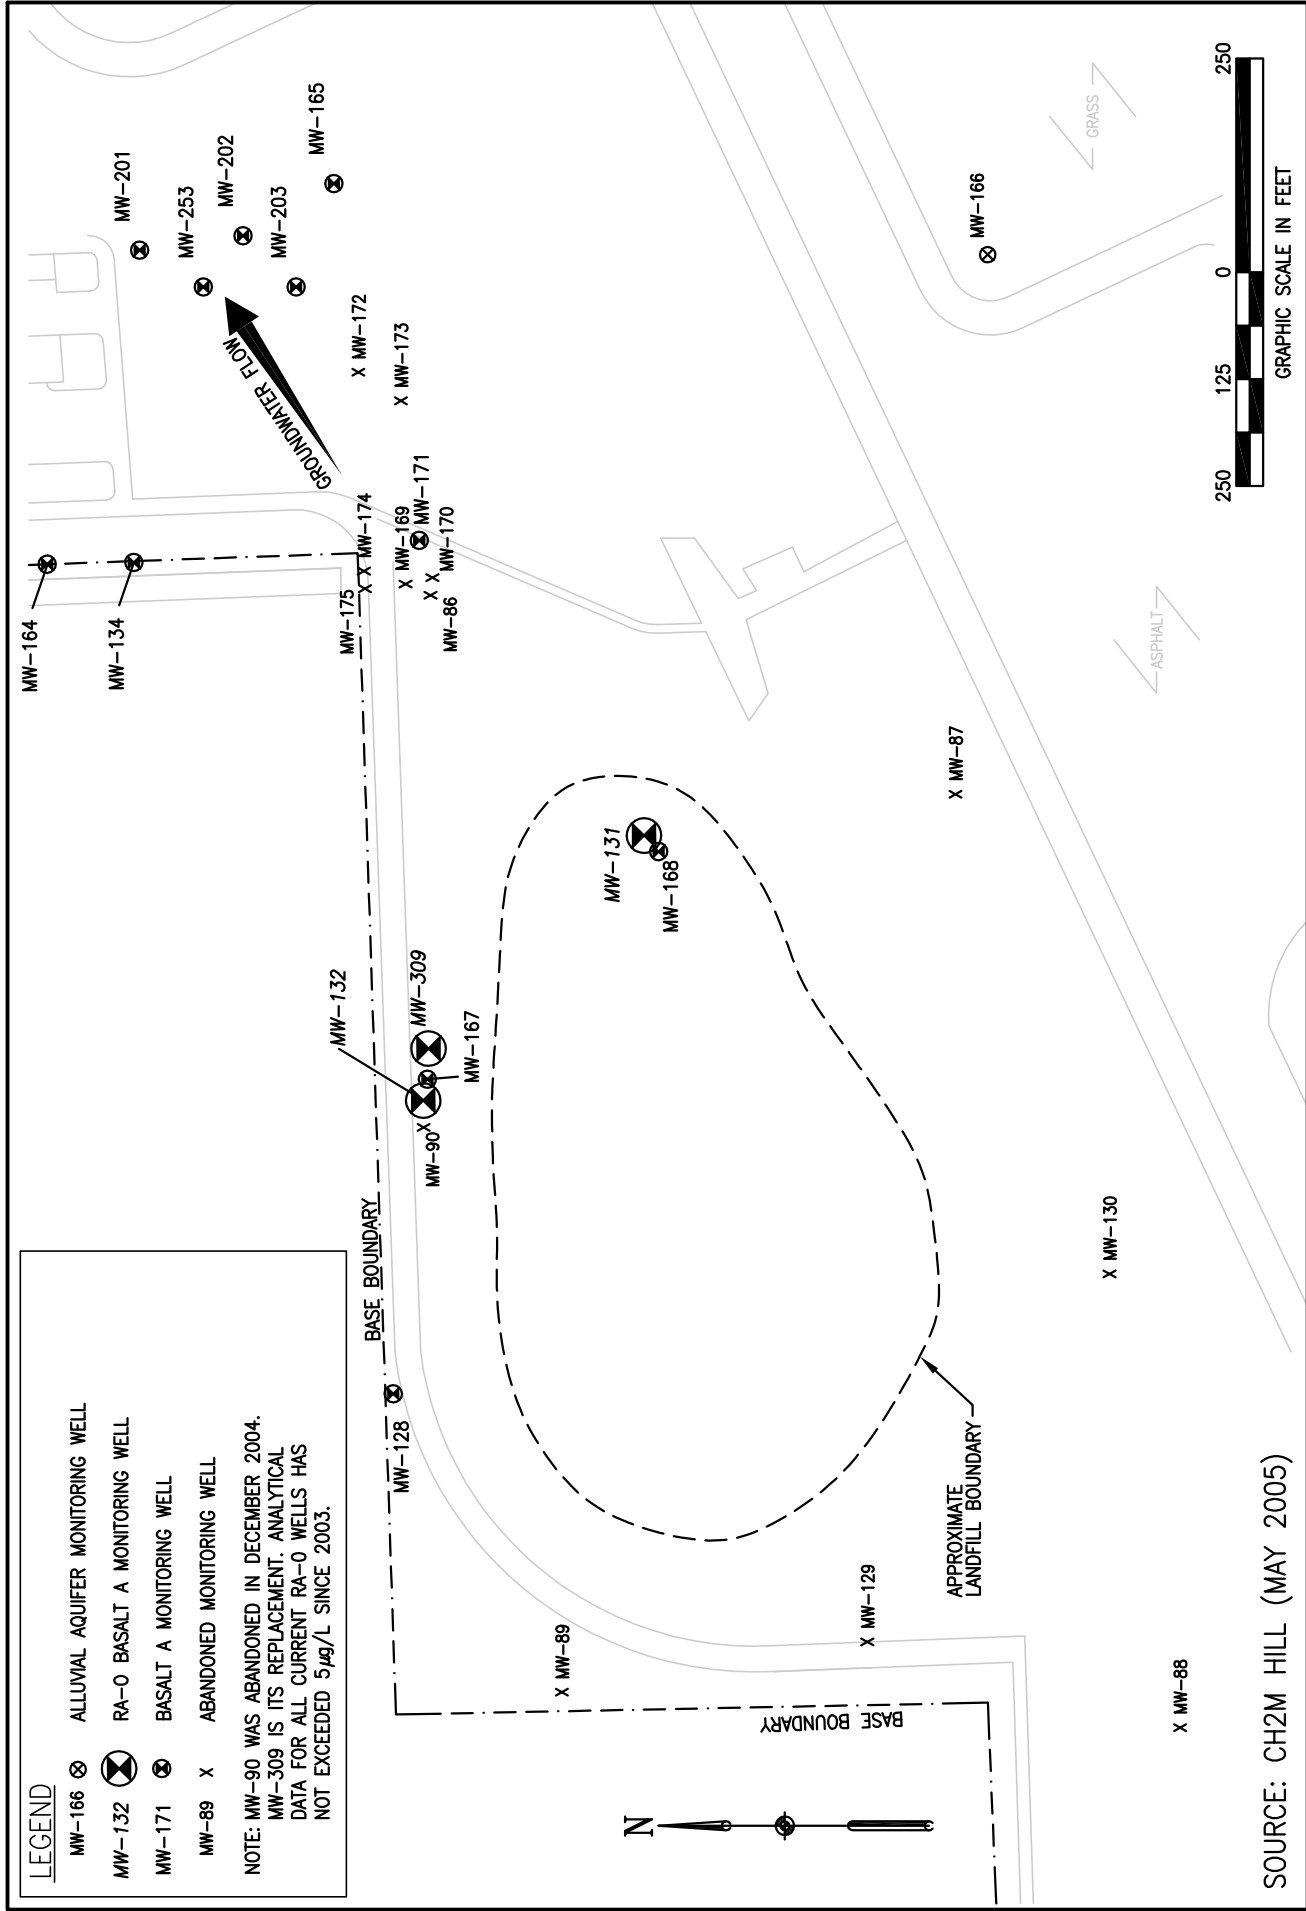 LEGEND
MW-166 ALLUVIAL AQUIFER MONITORING WELL
MW-132 RA-O BASALT A MONITORING WELL
MW-171 BASALT A MONITORING WELL
MW-89 X ABANDONED MONITORING WELL
NOTE: MW-90 WAS ABANDONED IN DECEMBER 2004.
MW-309 IS ITS REPLACEMENT. ANALYTICAL
DATA FOR ALL CURRENT RA-O WELLS HAS
NOT EXCEEDED 5µg/L SINCE 2003.
MW-164
MW-134
MW-201
MW-253
MW-202
MW-203
MW-165
GROUNDWATER FLOW
X MW-172
X MW-173
MW-175
X X MW-174
X MW-169
MW-171
X X MW-170
MW-86
BASE BOUNDARY
MW-128
MW-132
MW-309
MW-167
X
MW-90
MW-131
MW-168
X MW-89
X MW-129
BASE BOUNDARY
N
APPROXIMATE
LANDFILL BOUNDARY
X MW-87
MW-166
GRASS
ASPHALT
X MW-130
X MW-88
250 125 0 250
GRAPHIC SCALE IN FEET
SOURCE: CH2M HILL (MAY 2005)